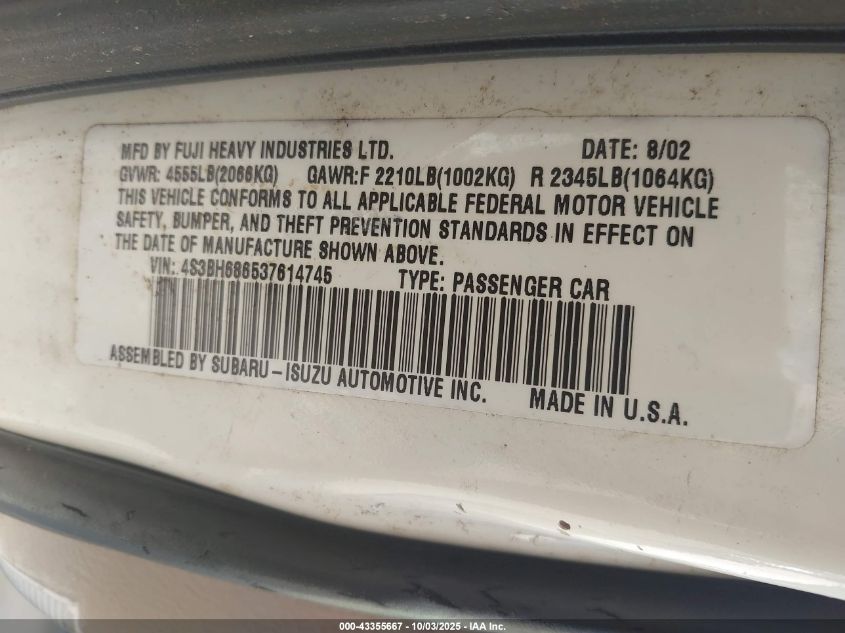 MFD BY FUJI HEAVY INDUSTRIES LTD. DATE: 8/02
GVWR: 4555LB(2066KG) GAWR:F 2210LB(1002KG) R 2345LB(1064KG)
THIS VEHICLE CONFORMS TO ALL APPLICABLE FEDERAL MOTOR VEHICLE
SAFETY, BUMPER, AND THEFT PREVENTION STANDARDS IN EFFECT ON
THE DATE OF MANUFACTURE SHOWN ABOVE.
VIN: 4S3BH686537614745 TYPE: PASSENGER CAR
ASSEMBLED BY SUBARU-ISUZU AUTOMOTIVE INC. MADE IN U.S.A.
000-43355667 - 10/03/2025 - IAA Inc.